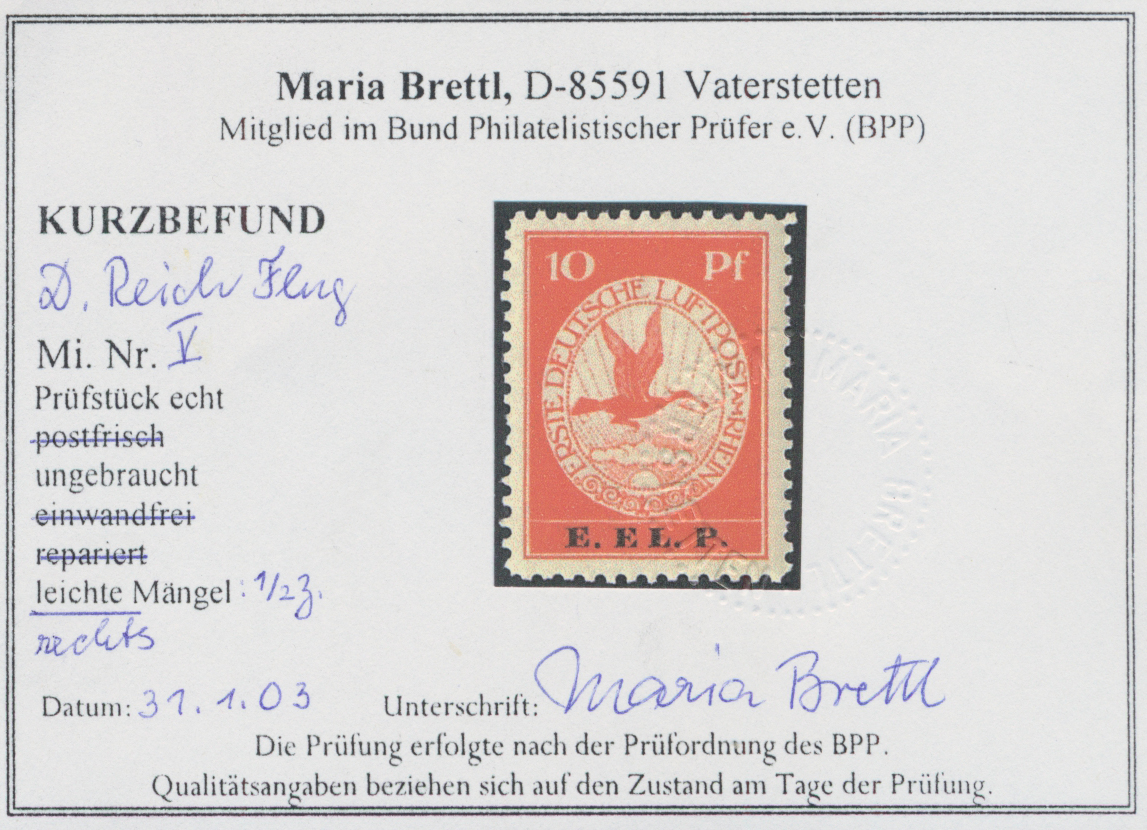 Maria Brettl, D-85591 Vaterstetten
Mitglied im Bund Philatelistischer Prüfer e.V. (BPP)
KURZBEFUND
D. Reich Flug
Mi. Nr. V
Prüfstück echt
postfrisch
ungebraucht
einwandfrei
repariert
leichte Mängel: 1/2 Z.
rechts
10 Pf
ERSTE DEUTSCHE LUFTPOST AM RHEIN
E. EL. P.
MARIA BRETTL
Datum: 31.1.03 Unterschrift: Maria Brettl
Die Prüfung erfolgte nach der Prüfordnung des BPP.
Qualitätsangaben beziehen sich auf den Zustand am Tage der Prüfung.